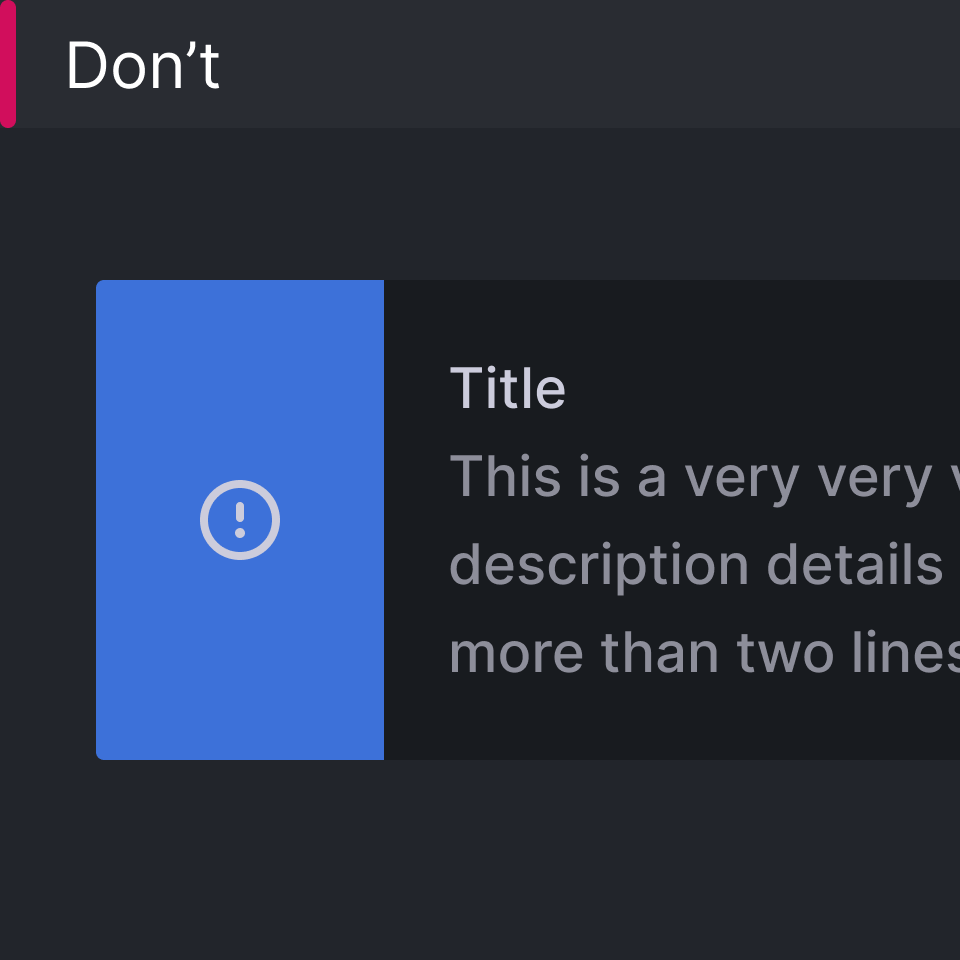 Don’t
Title
This is a very very
description details
more than two lines